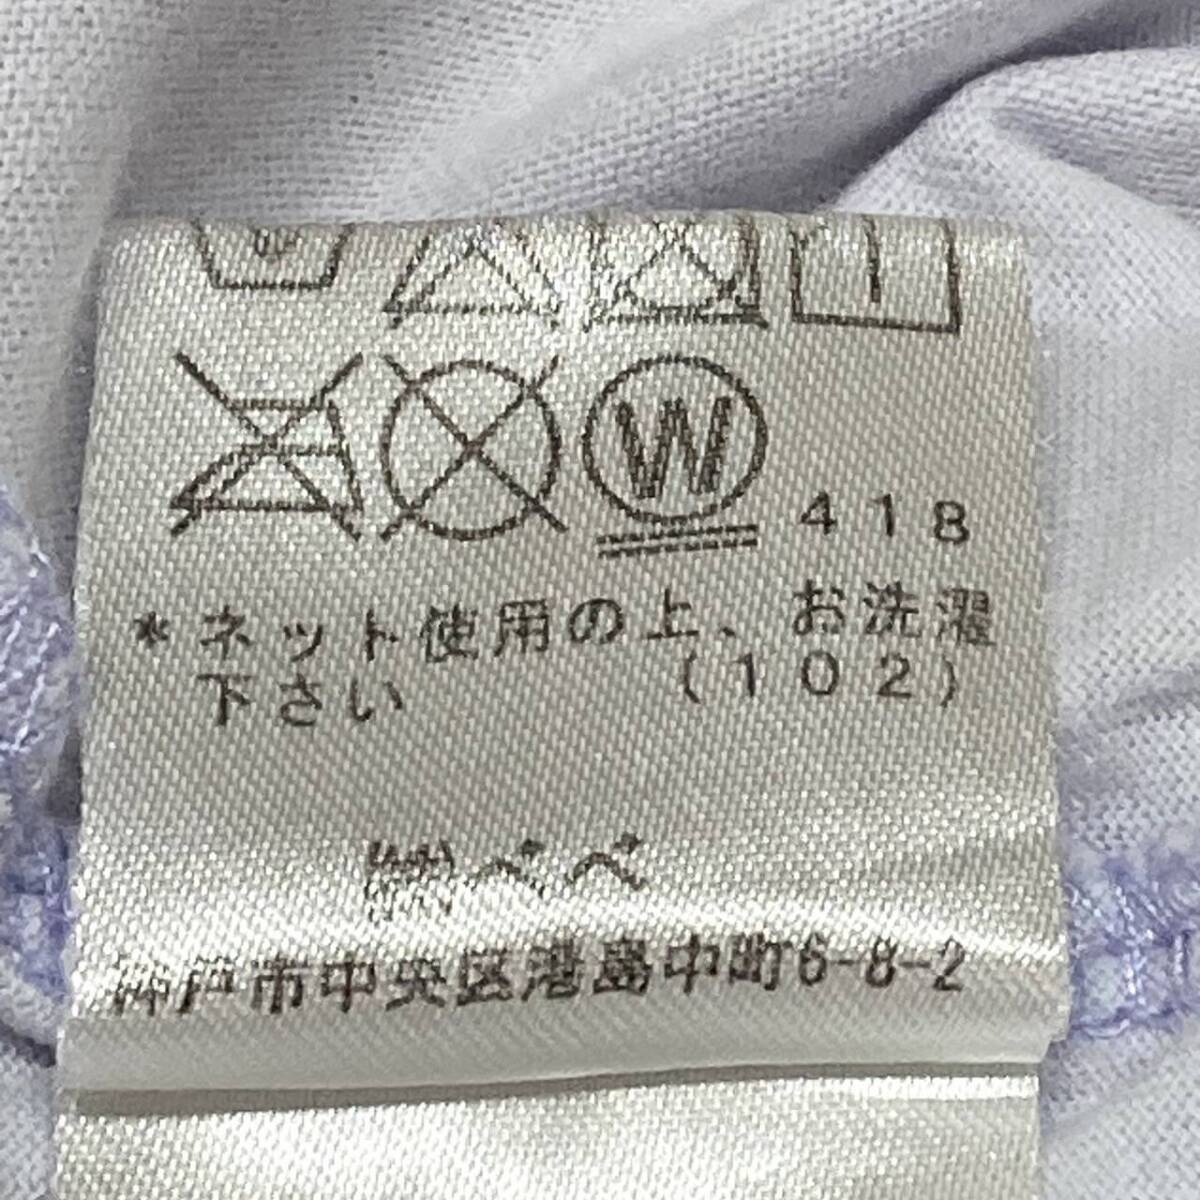 W 418
*ネット使用の上、お洗濯
下さい (102)
㈱べべ
神戸市中央区港島中町6-8-2